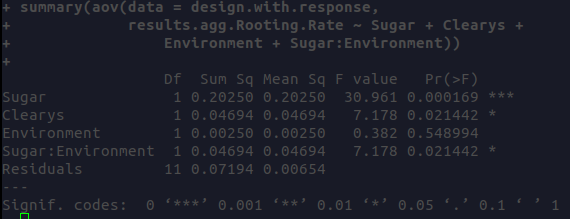 + summary(aov(data = design.with.response,
+ results.agg.Rooting.Rate ~ Sugar + Clearys +
+ Environment + Sugar:Environment))
+
Df Sum Sq Mean Sq F value Pr(>F)
Sugar 1 0.20250 0.20250 30.961 0.000169 ***
Clearys 1 0.04694 0.04694 7.178 0.021442 *
Environment 1 0.00250 0.00250 0.382 0.548994
Sugar:Environment 1 0.04694 0.04694 7.178 0.021442 *
Residuals 11 0.07194 0.00654
---
Signif. codes: 0 ‘***’ 0.001 ‘**’ 0.01 ‘*’ 0.05 ‘.’ 0.1 ‘ ’ 1